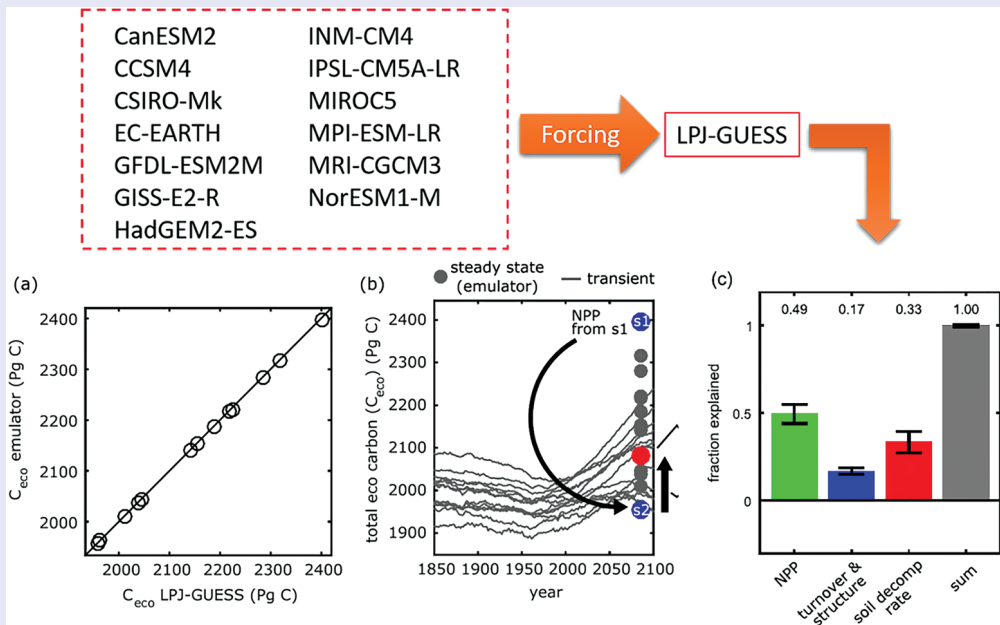 CanESM2
CCSM4
CSIRO-Mk
EC-EARTH
GFDL-ESM2M
GISS-E2-R
HadGEM2-ES
INM-CM4
IPSL-CM5A-LR
MIROC5
MPI-ESM-LR
MRI-CGCM3
NorESM1-M
Forcing
LPJ-GUESS
(a)
2400
2300
2200
2100
2000
C_eco emulator (Pg C)
2000 2100 2200 2300 2400
C_eco LPJ-GUESS (Pg C)
(b)
steady state
(emulator)
transient
NPP
from s1
s1
s2
2400
2300
2200
2100
2000
1900
total eco carbon (C_eco) (Pg C)
1850 1900 1950 2000 2050 2100
year
(c)
0.49 0.17 0.33 1.00
1
0.5
0
fraction explained
NPP
turnover &
structure
soil decomp
rate
sum